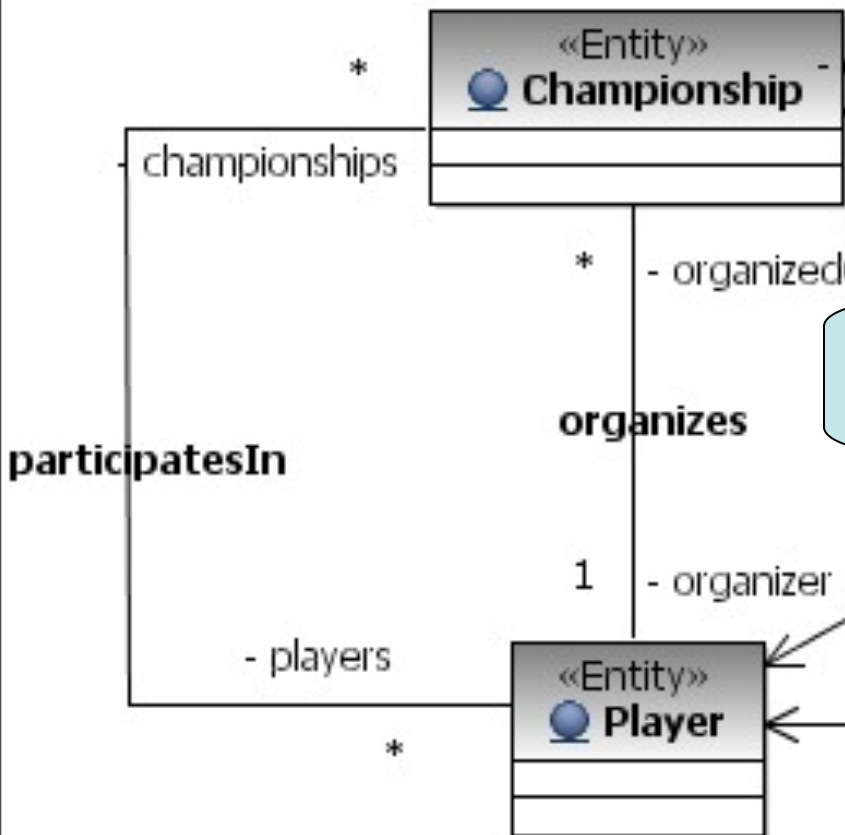 «Entity»
Championship
-
*
- championships
*
- organized
participatesIn
organizes
1
- organizer
- players
*
«Entity»
Player